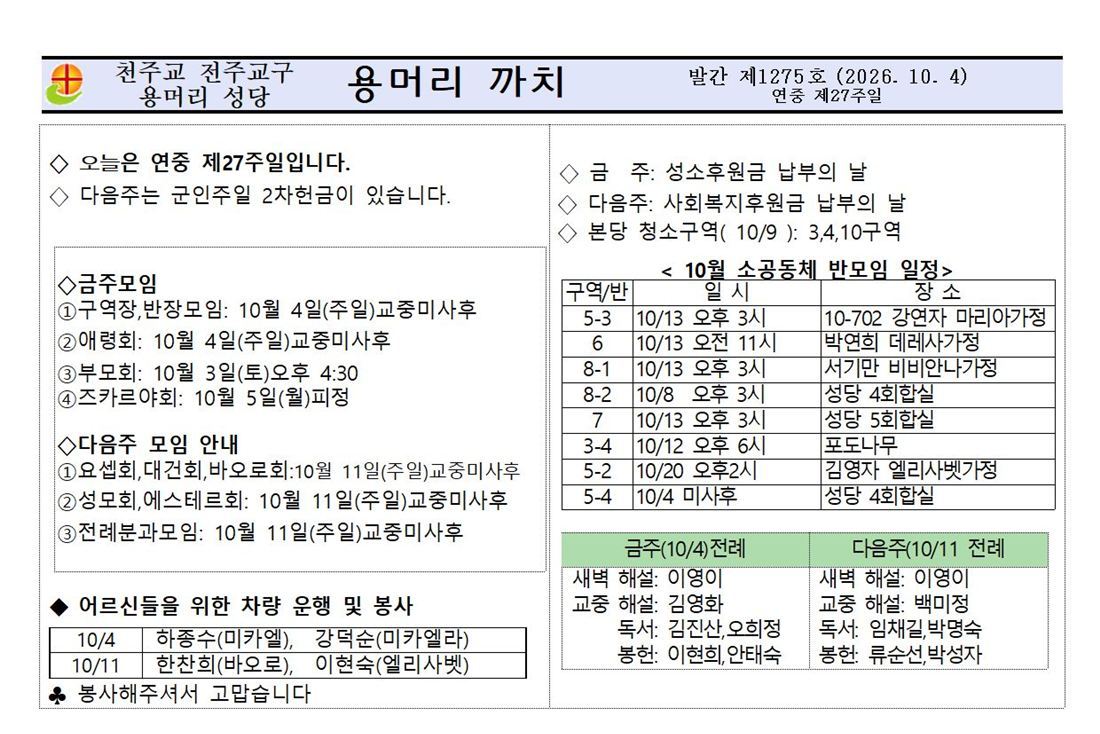 천주교 전주교구
용머리 성당
용머리 까치
발간 제1275호 (2026. 10. 4)
연중 제27주일
◇ 오늘은 연중 제27주일입니다.
◇ 다음주는 군인주일 2차헌금이 있습니다.
◇금주모임
①구역장,반장모임: 10월 4일(주일)교중미사후
②애령회: 10월 4일(주일)교중미사후
③부모회: 10월 3일(토)오후 4:30
④즈카르야회: 10월 5일(월)피정
◇다음주 모임 안내
①요셉회,대건회,바오로회:10월 11일(주일)교중미사후
②성모회,에스테르회: 10월 11일(주일)교중미사후
③전례분과모임: 10월 11일(주일)교중미사후
◆ 어르신들을 위한 차량 운행 및 봉사
10/4 하종수(미카엘), 강덕순(미카엘라)
10/11 한찬희(바오로), 이현숙(엘리사벳)
♣ 봉사해주셔서 고맙습니다
◇ 금 주: 성소후원금 납부의 날
◇ 다음주: 사회복지후원금 납부의 날
◇ 본당 청소구역( 10/9 ): 3,4,10구역
< 10월 소공동체 반모임 일정>
구역/반 일 시 장 소
5-3 10/13 오후 3시 10-702 강연자 마리아가정
6 10/13 오전 11시 박연희 데레사가정
8-1 10/13 오후 3시 서기만 비비안나가정
8-2 10/8 오후 3시 성당 4회합실
7 10/13 오후 3시 성당 5회합실
3-4 10/12 오후 6시 포도나무
5-2 10/20 오후2시 김영자 엘리사벳가정
5-4 10/4 미사후 성당 4회합실
금주(10/4)전례 다음주(10/11 전례
새벽 해설: 이영이 새벽 해설: 이영이
교중 해설: 김영화 교중 해설: 백미정
독서: 김진산,오희정 독서: 임채길,박명숙
봉헌: 이현희,안태숙 봉헌: 류순선,박성자